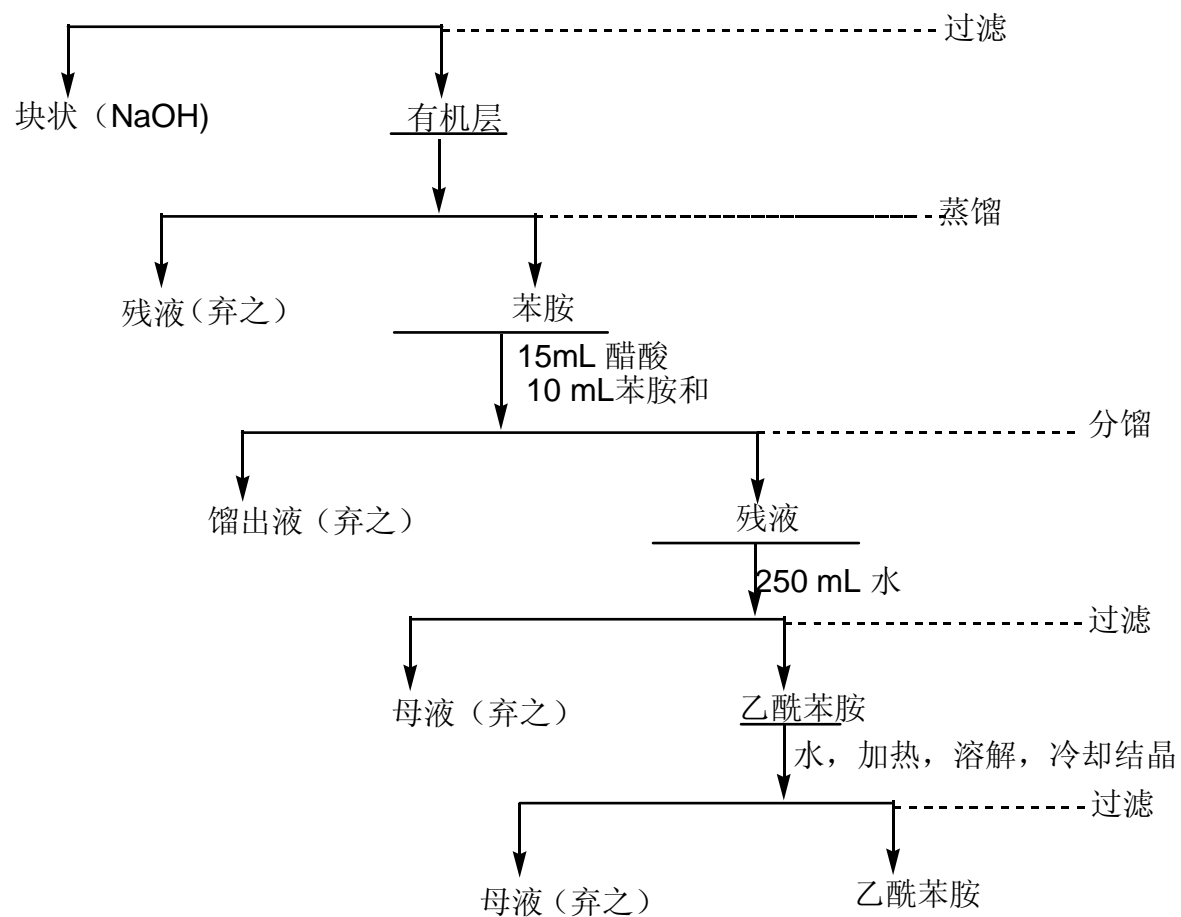 过滤
块状（NaOH)
有机层
蒸馏
残液（弃之）
苯胺
15mL 醋酸
10 mL苯胺和
分馏
馏出液（弃之）
残液
250 mL 水
过滤
母液（弃之）
乙酰苯胺
水，加热，溶解，冷却结晶
过滤
母液（弃之）
乙酰苯胺